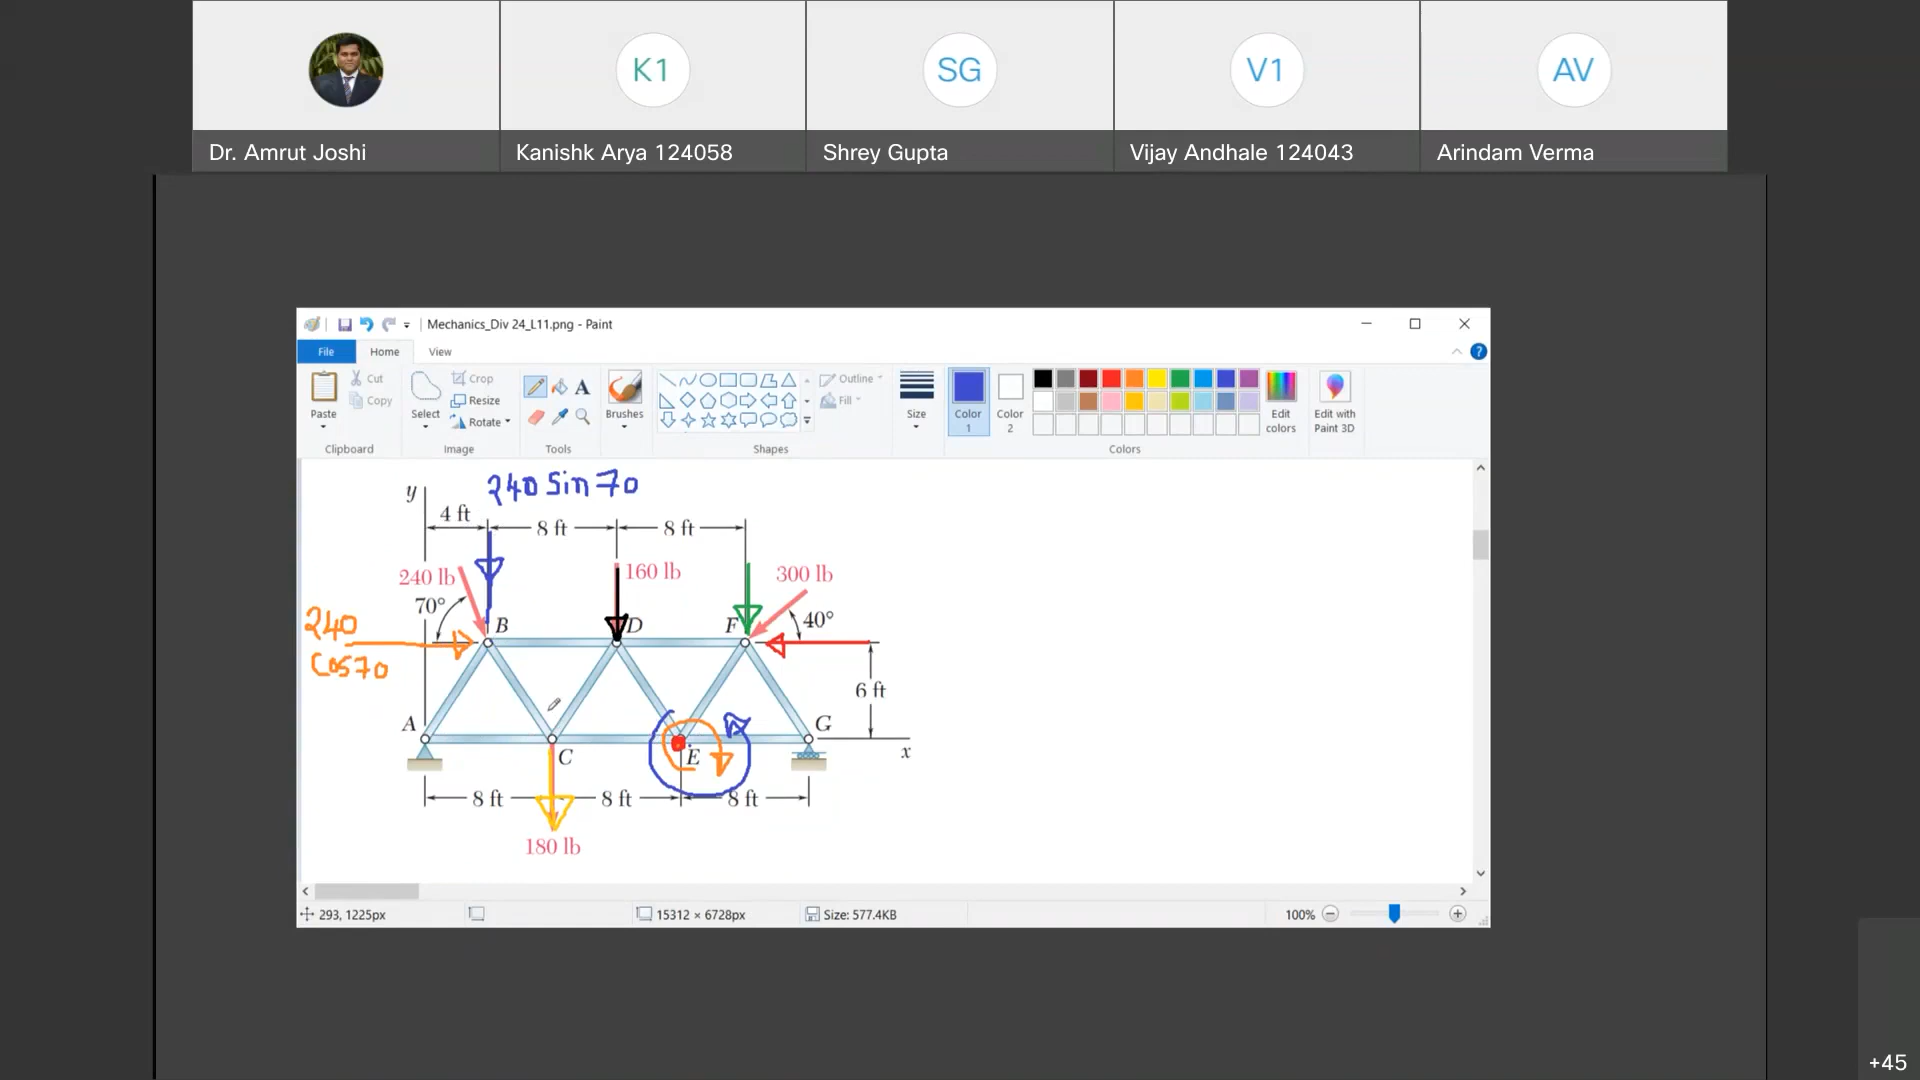 K1
SG
V1
AV
Dr. Amrut Joshi
Kanishk Arya 124058
Shrey Gupta
Vijay Andhale 124043
Arindam Verma
Mechanics_Div 24_L11.png - Paint
File
Home
View
?
Paste
Cut
Copy
Select
Crop
Resize
Rotate
A
Brushes
Outline
Fill
Size
Color
1
Color
2
Edit
colors
Edit with
Paint 3D
Clipboard
Image
Tools
Shapes
Colors
240 Sin 70
y
4 ft
8 ft
8 ft
240 lb
160 lb
300 lb
70°
40°
240
Cos70
B
D
F
6 ft
A
C
E
G
x
8 ft
8 ft
8 ft
180 lb
293, 1225px
15312 × 6728px
Size: 577.4KB
100%
+45